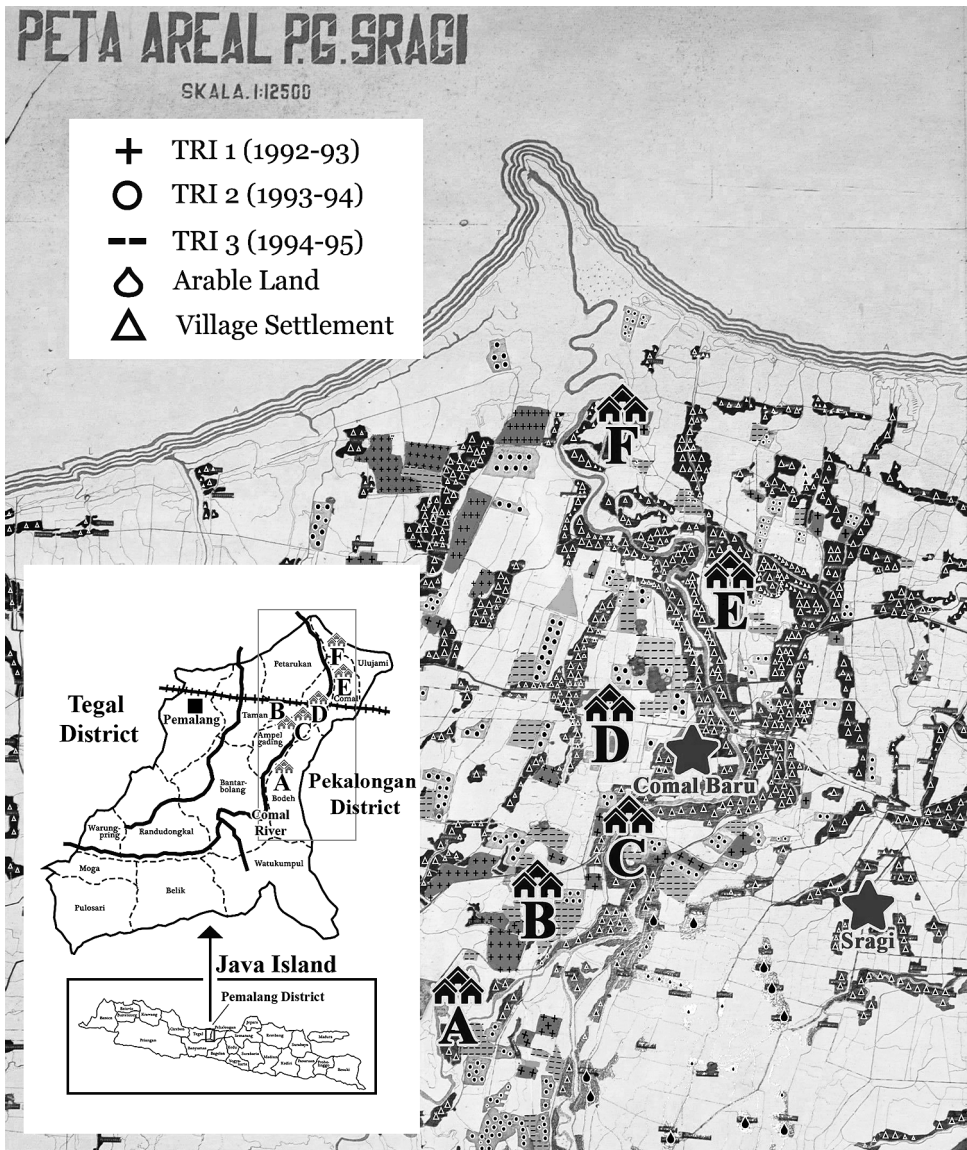 PETA AREAL P.G. SRAGI
SKALA. 1:12500
TRI 1 (1992-93)
TRI 2 (1993-94)
TRI 3 (1994-95)
Arable Land
Village Settlement
F
E
D
Comal Baru
C
B
Sragi
A
Tegal
District
Pemalang
Petarukan
Ulujami
F
E
Comal
Taman
B
D
Ampel
gading
C
A
Bodeh
Pekalongan
District
Bantar-
bolang
Comal
River
Warung-
pring
Randudongkal
Moga
Watukumpul
Belik
Pulosari
Java Island
Pemalang District